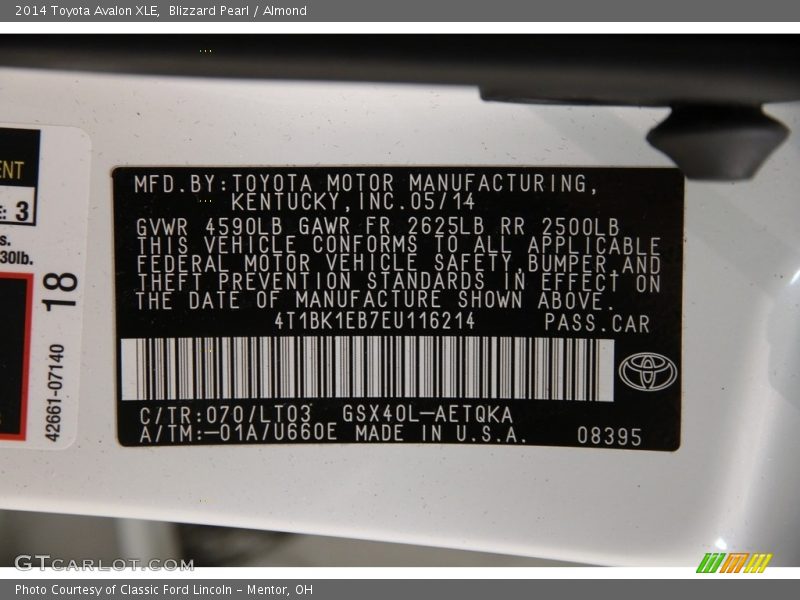 2014 Toyota Avalon XLE,  Blizzard Pearl / Almond
ENT
: 3
s.
30lb.
18
42661-07140
MFD.BY:TOYOTA MOTOR MANUFACTURING,
KENTUCKY,INC.05/14
GVWR 4590LB GAWR FR 2625LB RR 2500LB
THIS VEHICLE CONFORMS TO ALL APPLICABLE
FEDERAL MOTOR VEHICLE SAFETY,BUMPER,AND
THEFT PREVENTION STANDARDS IN EFFECT ON
THE DATE OF MANUFACTURE SHOWN ABOVE.
4T1BK1EB7EU116214 PASS.CAR
C/TR:070/LT03 GSX40L-AETQKA
A/TM:-01A/U660E MADE IN U.S.A. 08395
GTcarlot.com
Photo Courtesy of Classic Ford Lincoln - Mentor, OH